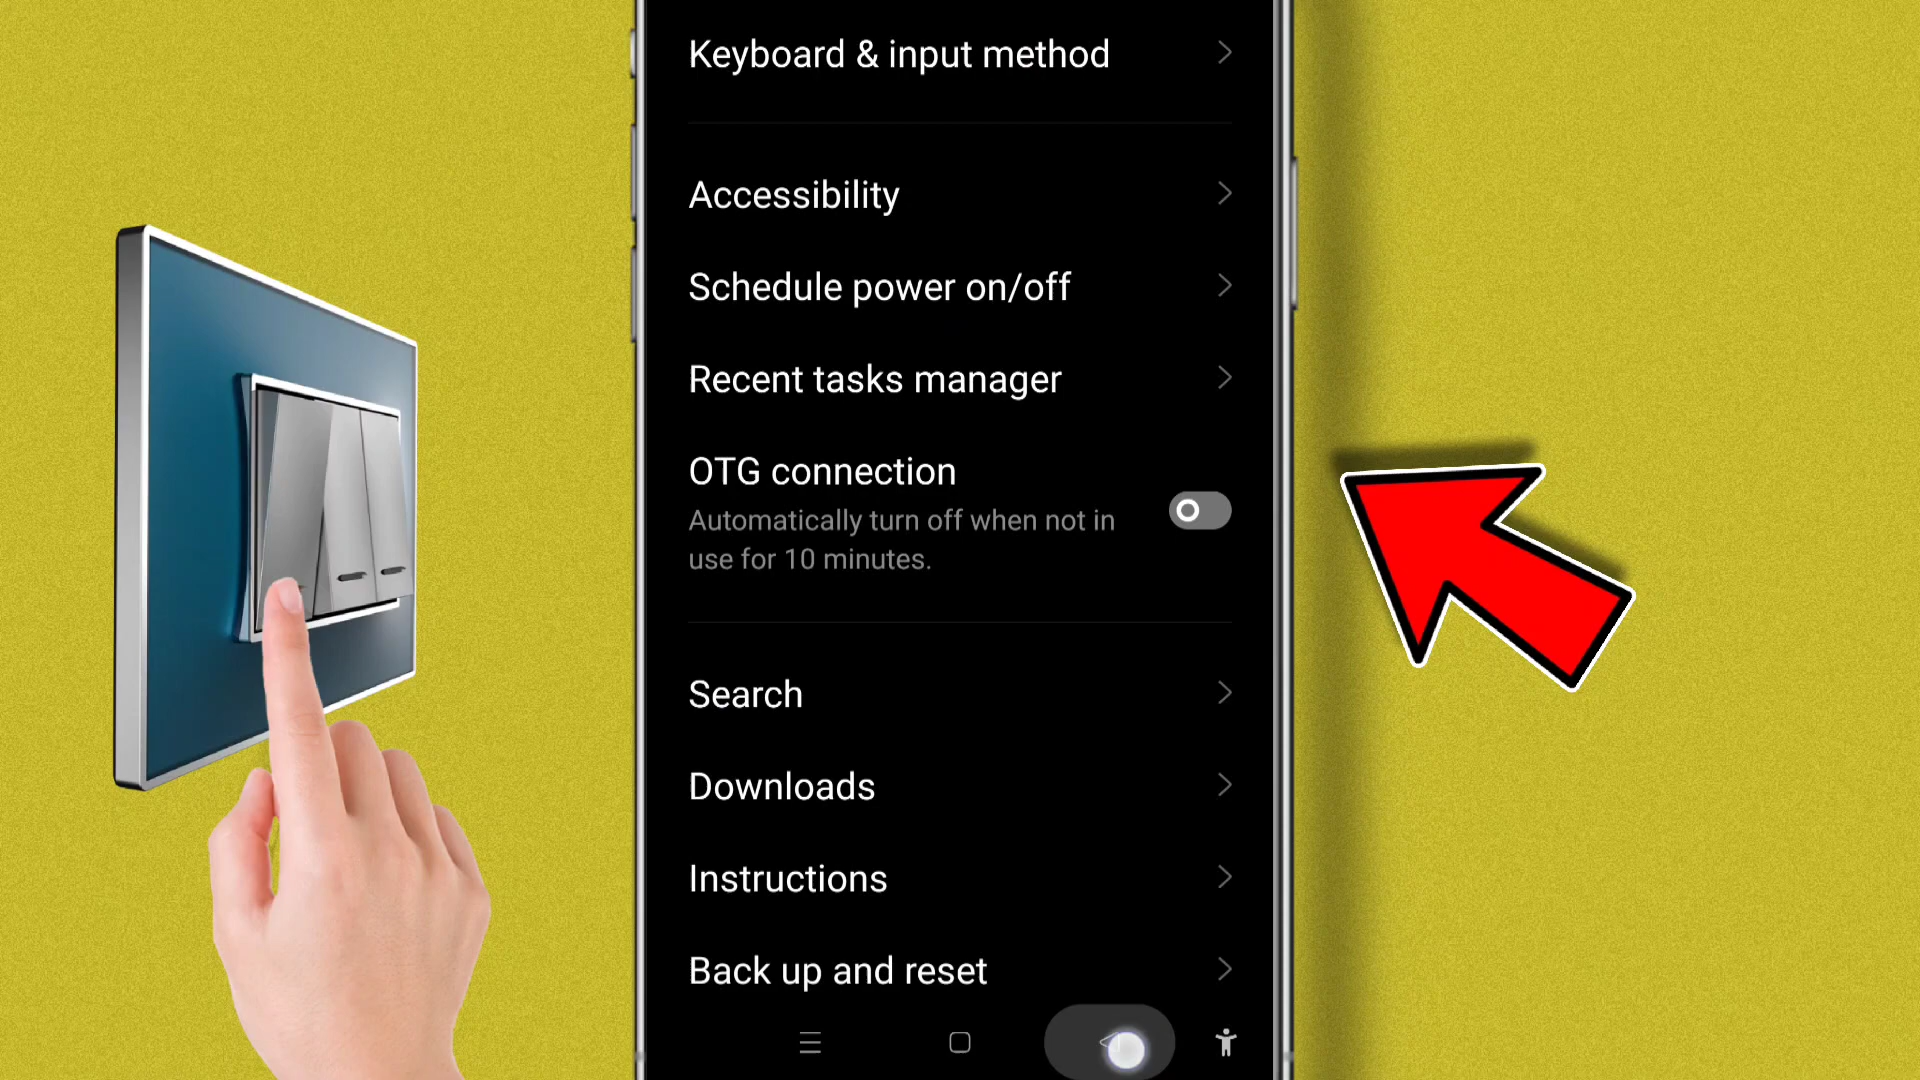 Keyboard & input method
Accessibility
Schedule power on/off
Recent tasks manager
OTG connection
Automatically turn off when not in
use for 10 minutes.
Search
Downloads
Instructions
Back up and reset